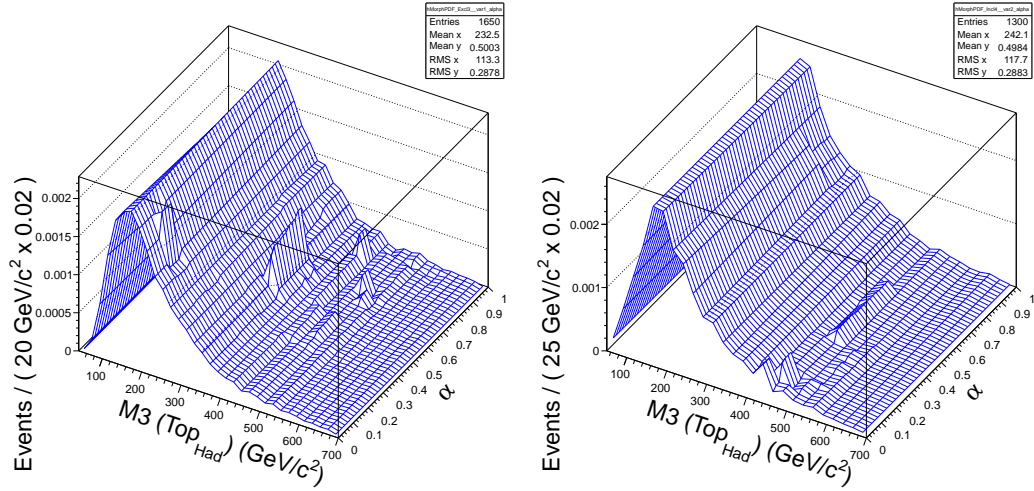 hMorphPDF_Excl3__var1_alpha
Entries 1650
Mean x 232.5
Mean y 0.5003
RMS x 113.3
RMS y 0.2878
Events / ( 20 GeV/c² x 0.02 )
0.002
0.0015
0.001
0.0005
0
100
200
300
400
500
600
700
M3 (Top_Had) (GeV/c²)
0
0.1
0.2
0.3
0.4
0.5
0.6
0.7
0.8
0.9
1
α
hMorphPDF_Incl4__var2_alpha
Entries 1300
Mean x 242.1
Mean y 0.4984
RMS x 117.7
RMS y 0.2883
Events / ( 25 GeV/c² x 0.02 )
0.002
0.001
0
100
200
300
400
500
600
700
M3 (Top_Had) (GeV/c²)
0
0.1
0.2
0.3
0.4
0.5
0.6
0.7
0.8
0.9
1
α